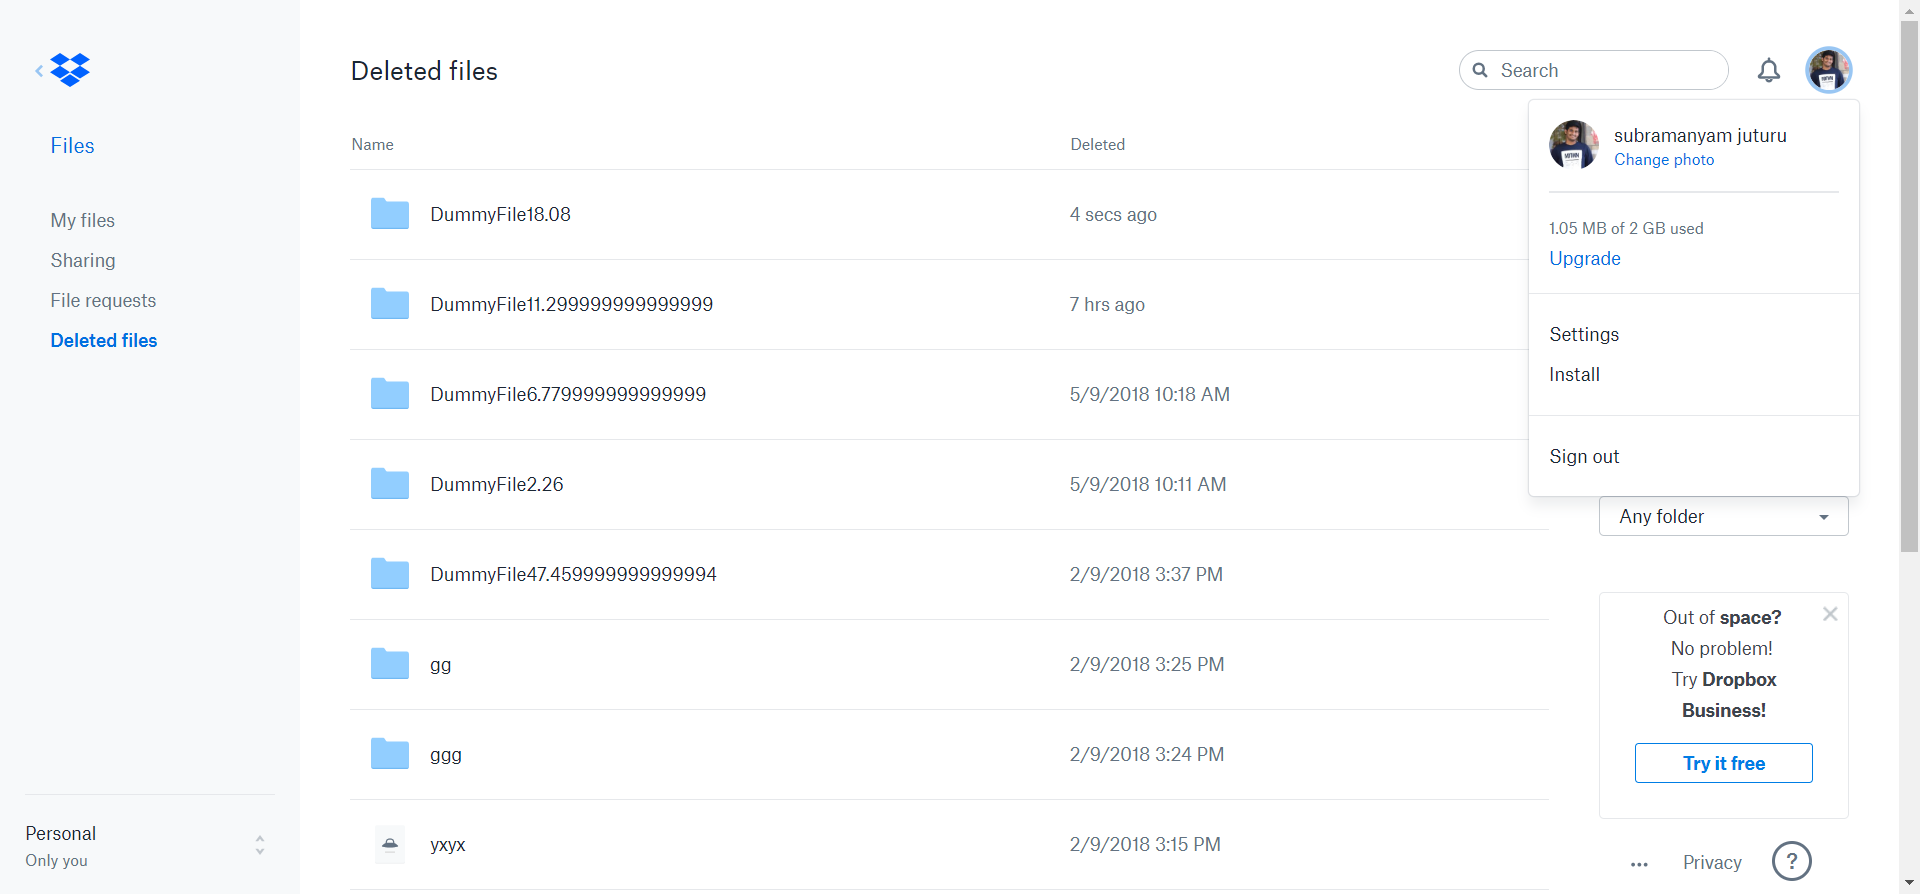 Files
My files
Sharing
File requests
Deleted files
Personal
Only you
Deleted files
Search
Name
Deleted
DummyFile18.08
4 secs ago
DummyFile11.299999999999999
7 hrs ago
DummyFile6.779999999999999
5/9/2018 10:18 AM
DummyFile2.26
5/9/2018 10:11 AM
DummyFile47.459999999999994
2/9/2018 3:37 PM
gg
2/9/2018 3:25 PM
ggg
2/9/2018 3:24 PM
yxyx
2/9/2018 3:15 PM
subramanyam juturu
Change photo
1.05 MB of 2 GB used
Upgrade
Settings
Install
Sign out
Any folder
Out of space?
No problem!
Try Dropbox
Business!
Try it free
... Privacy ?